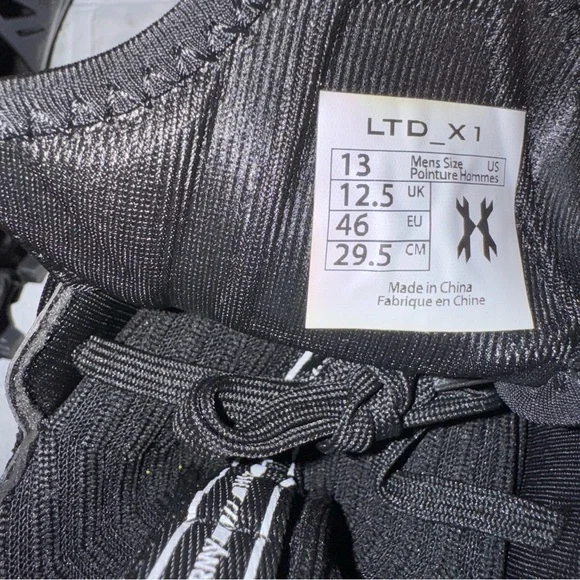 LTD_X1
13 Mens Size US
Pointure Hommes
12.5 UK
46 EU
29.5 CM
Made in China
Fabrique en Chine